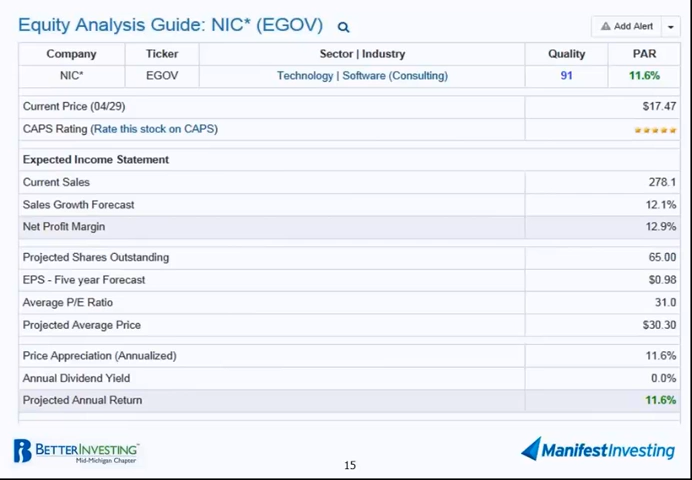 Equity Analysis Guide: NIC* (EGOV)
Add Alert
Company Ticker Sector | Industry Quality PAR
NIC* EGOV Technology | Software (Consulting) 91 11.6%
Current Price (04/29) $17.47
CAPS Rating (Rate this stock on CAPS)
Expected Income Statement
Current Sales 278.1
Sales Growth Forecast 12.1%
Net Profit Margin 12.9%
Projected Shares Outstanding 65.00
EPS - Five year Forecast $0.98
Average P/E Ratio 31.0
Projected Average Price $30.30
Price Appreciation (Annualized) 11.6%
Annual Dividend Yield 0.0%
Projected Annual Return 11.6%
BETTERINVESTING™
Mid-Michigan Chapter
15
ManifestInvesting